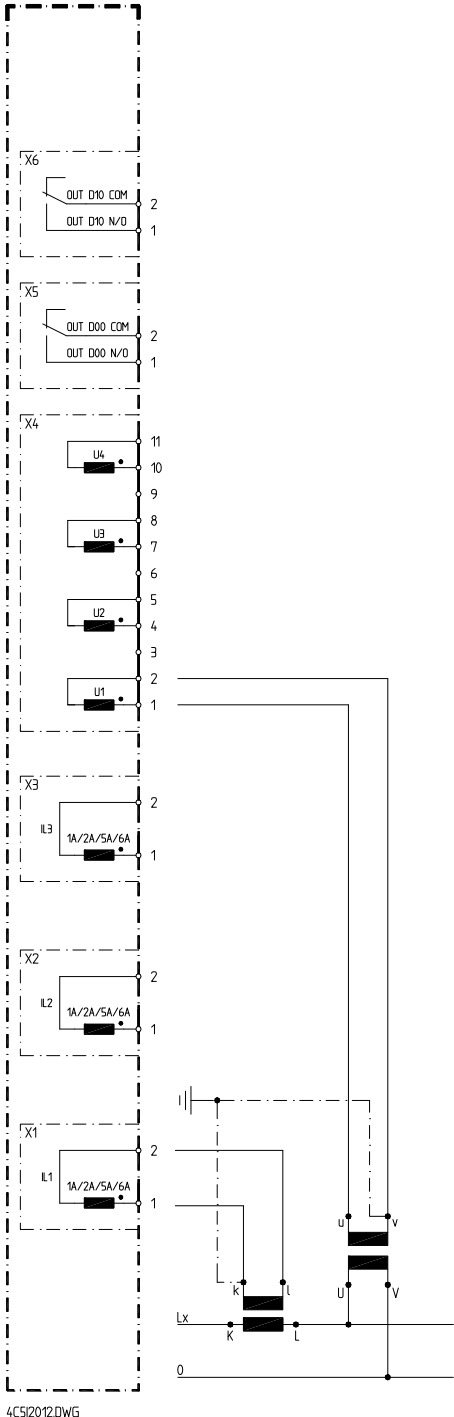 X6
OUT D10 COM
2
OUT D10 N/O
1
X5
OUT D00 COM
2
OUT D00 N/O
1
X4
11
U4
10
9
8
U3
7
6
5
U2
4
3
2
U1
1
X3
2
IL3
1A/2A/5A/6A
1
X2
2
IL2
1A/2A/5A/6A
1
X1
2
IL1
1A/2A/5A/6A
1
u v
k l
U V
Lx
K L
0
4CSI2012.DWG